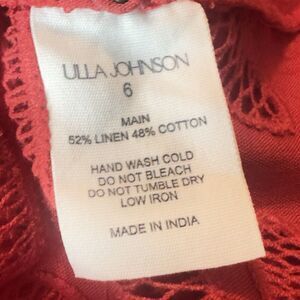 ULLA JOHNSON
6
MAIN
52% LINEN 48% COTTON
HAND WASH COLD
DO NOT BLEACH
DO NOT TUMBLE DRY
LOW IRON
MADE IN INDIA